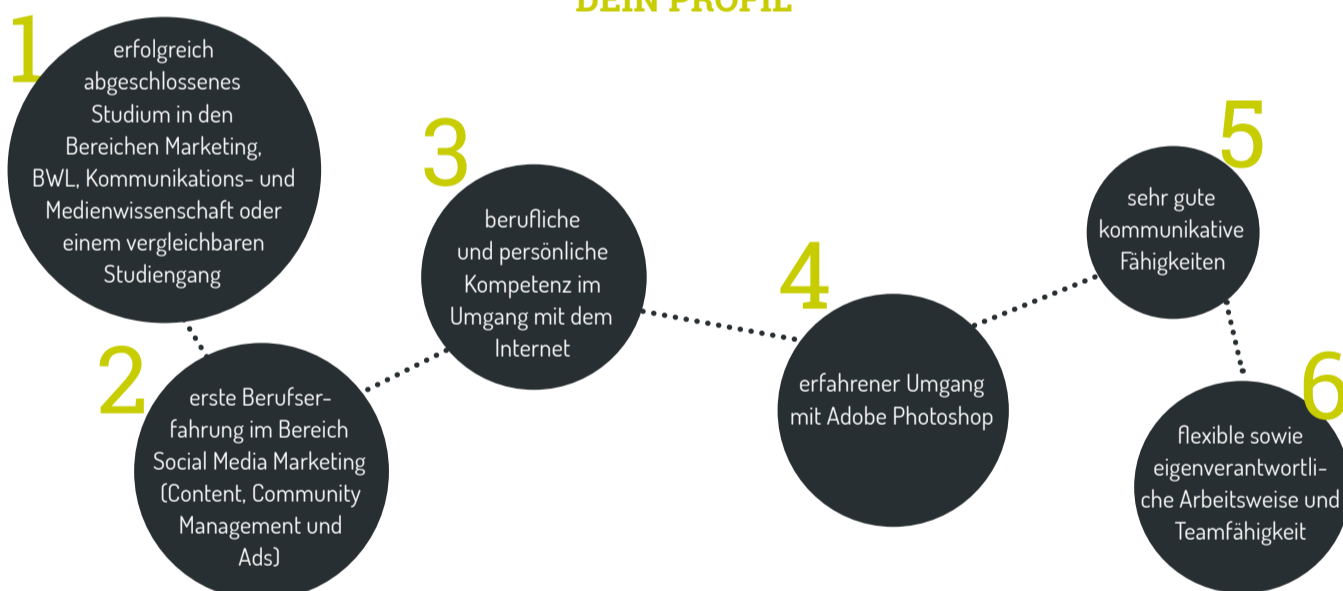 DEIN PROFIL
1
erfolgreich
abgeschlossenes
Studium in den
Bereichen Marketing,
BWL, Kommunikations- und
Medienwissenschaft oder
einem vergleichbaren
Studiengang
2
erste Berufser-
fahrung im Bereich
Social Media Marketing
(Content, Community
Management und
Ads)
3
berufliche
und persönliche
Kompetenz im
Umgang mit dem
Internet
4
erfahrener Umgang
mit Adobe Photoshop
5
sehr gute
kommunikative
Fähigkeiten
6
flexible sowie
eigenverantwortli-
che Arbeitsweise und
Teamfähigkeit